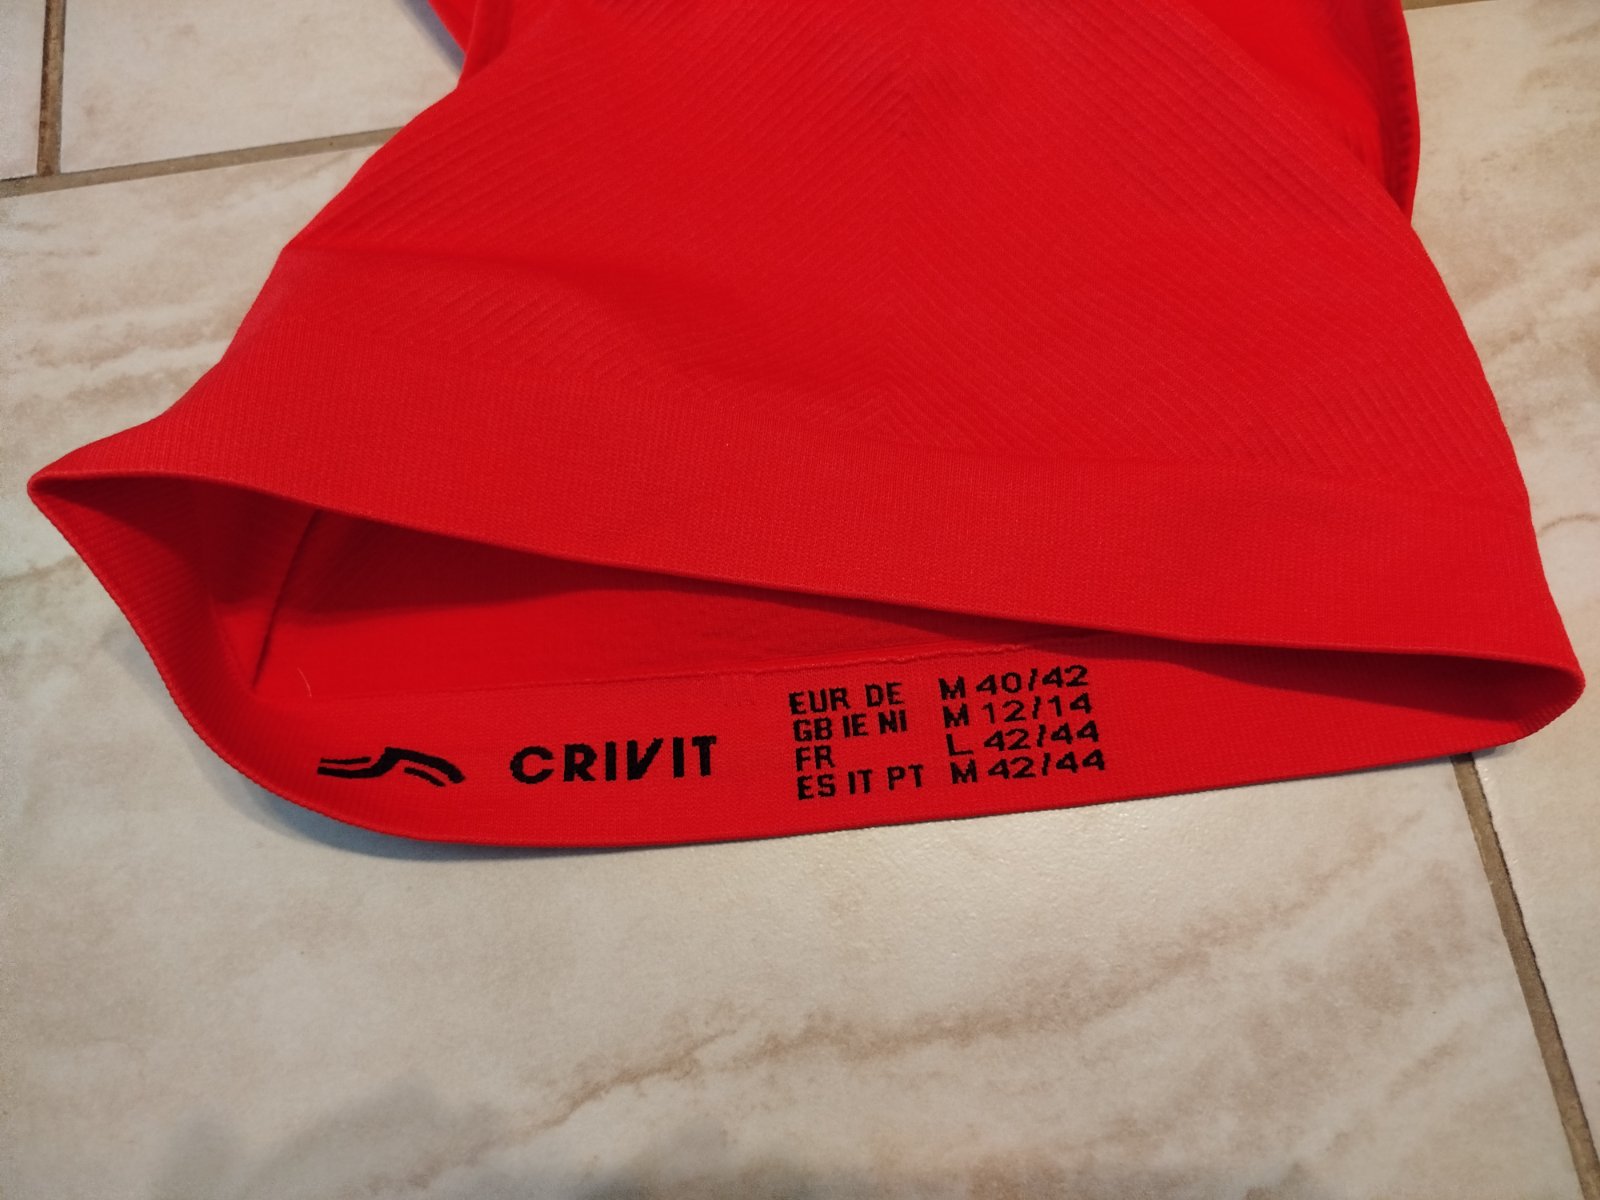 CRIVIT
EUR DE M 40/42
GB IE NI M 12/14
FR L 42/44
ES IT PT M 42/44